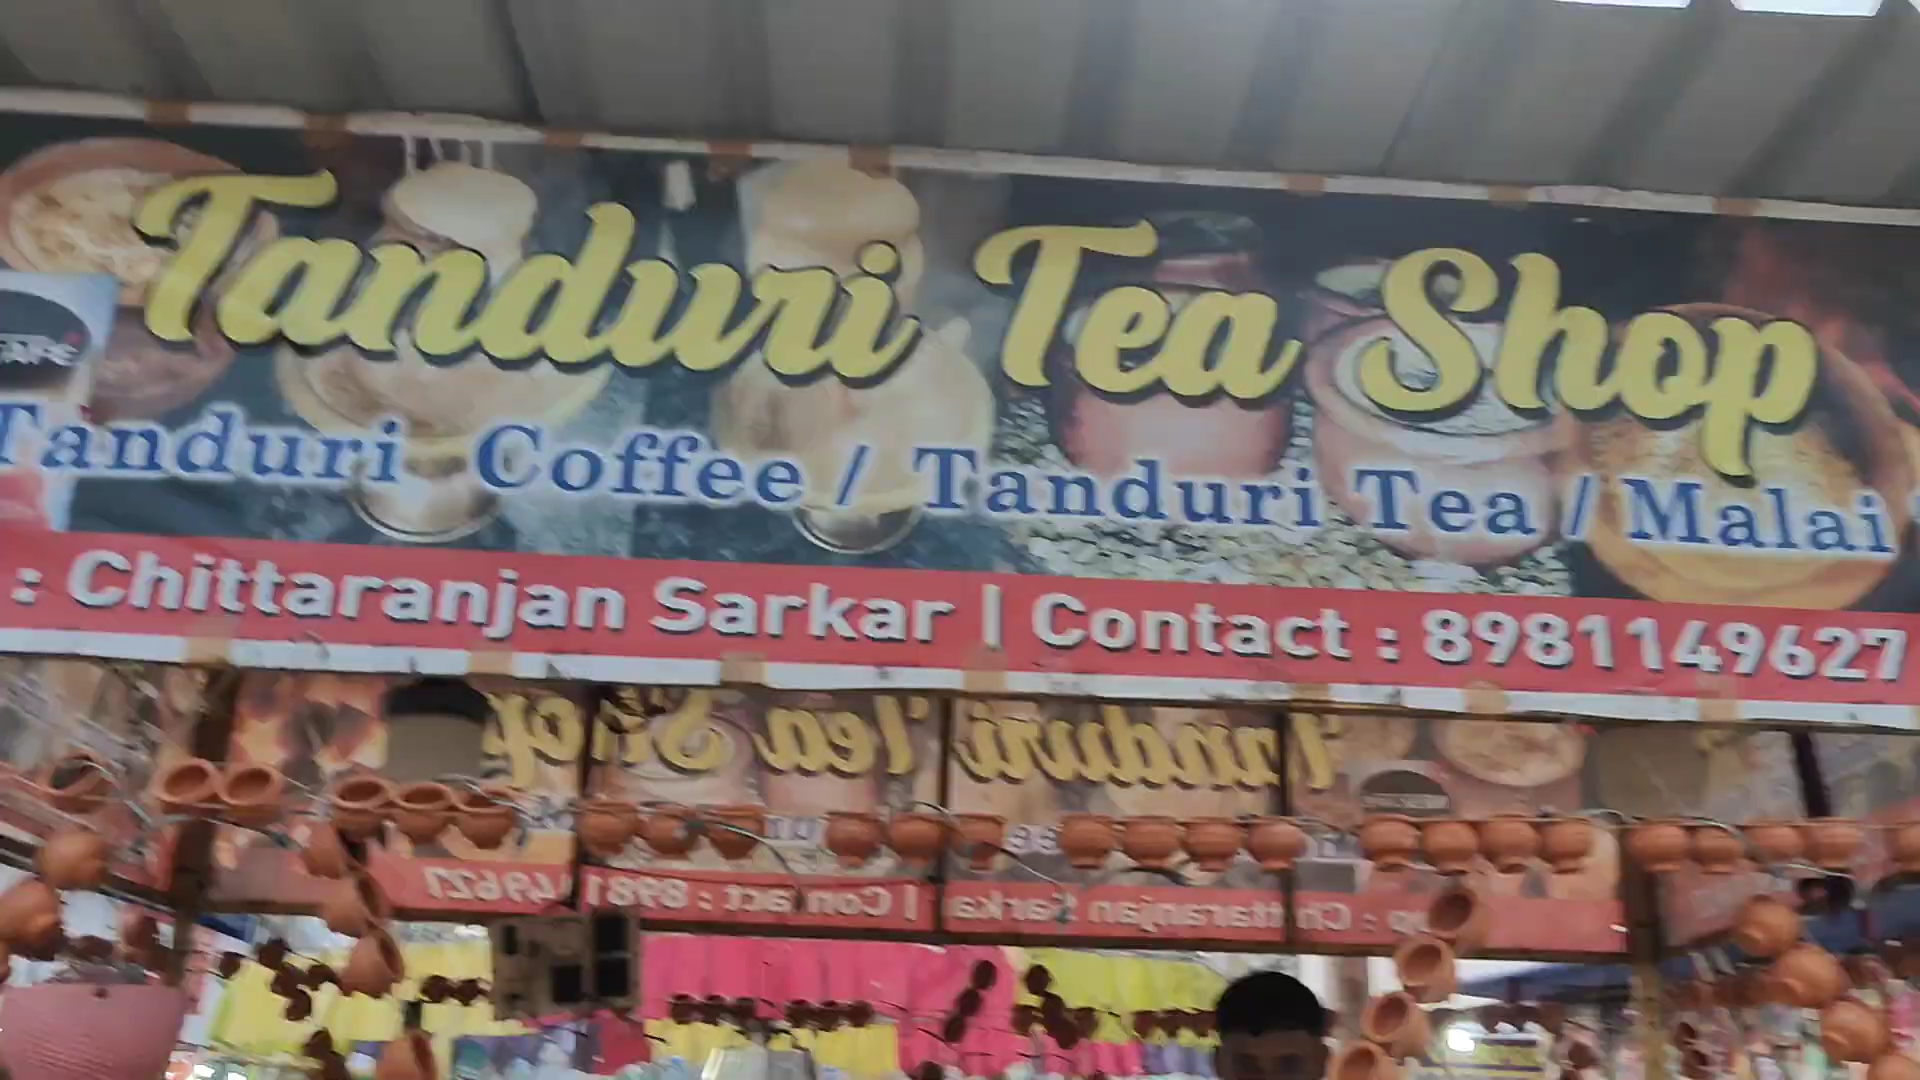 Tanduri Tea Shop
Tanduri Coffee / Tanduri Tea / Malai
: Chittaranjan Sarkar | Contact : 8981149627